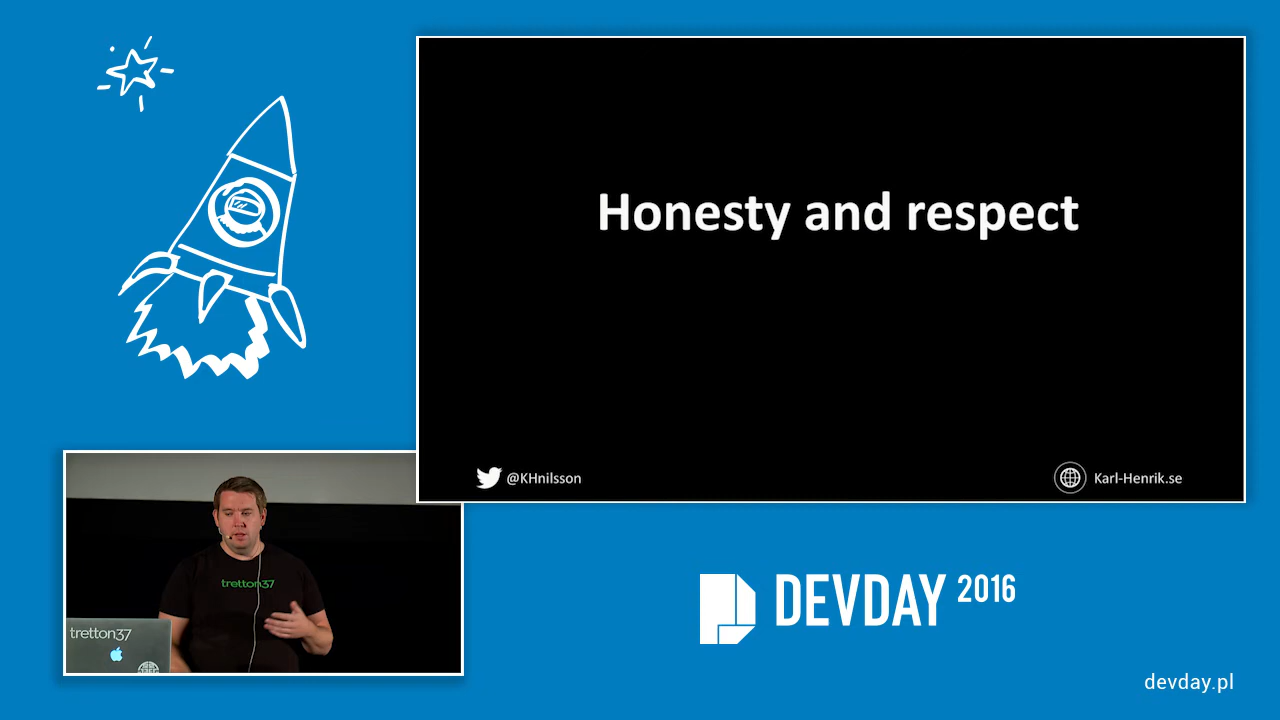 Honesty and respect
@KHnilsson
Karl-Henrik.se
tretton37
tretton37
DEVDAY 2016
devday.pl